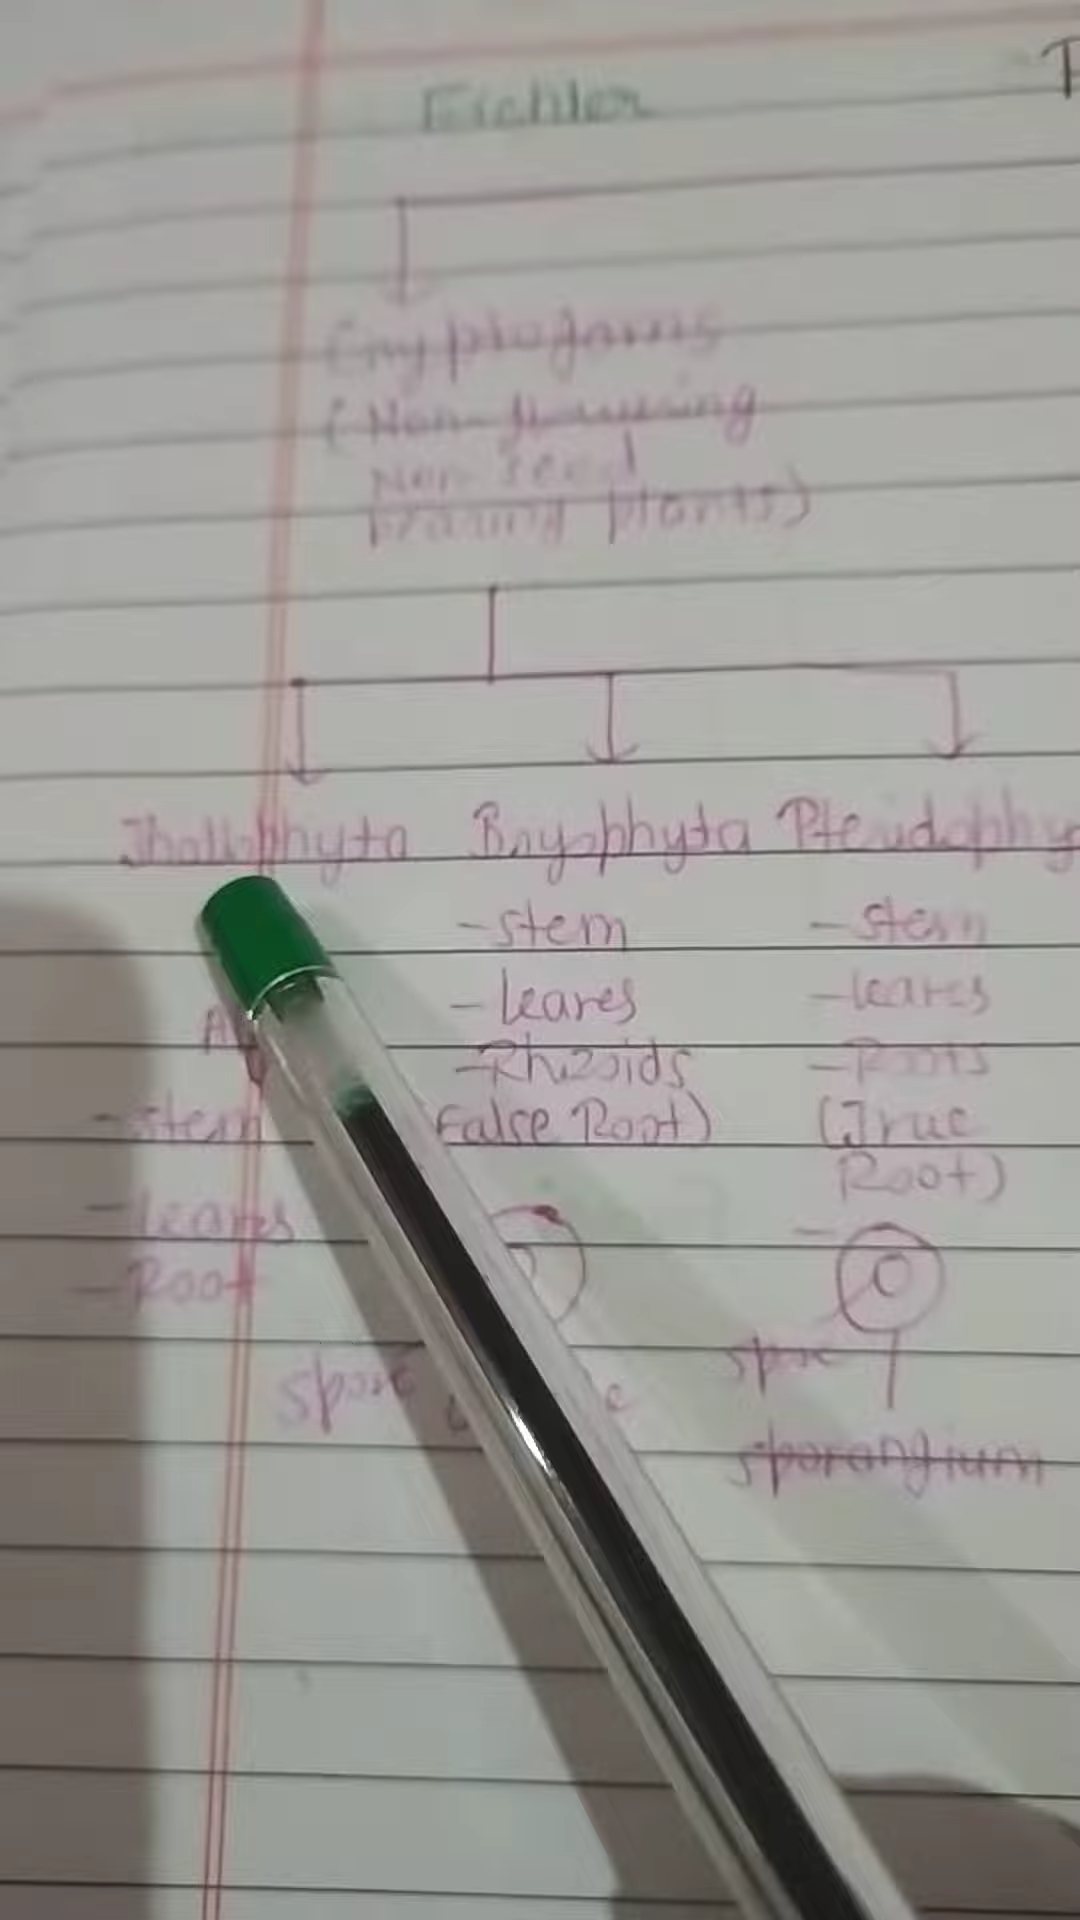 Eichler
Cryptogams
(Non-flowering
Non seed
bearing plants)
Thallophyta Bryophyta Pteridophy
-stem -stem
-leaves -leaves
-Rhizoids -Roots
False Root) (True
Root)
-stem
-leaves
-Root
spore spore
sporangium